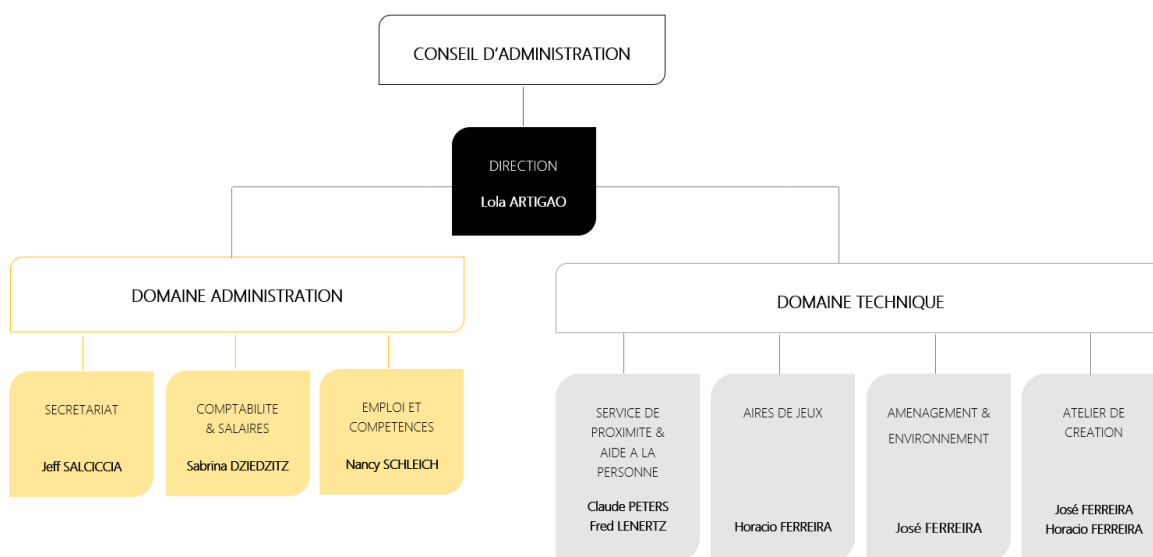 CONSEIL D'ADMINISTRATION
DIRECTION
Lola ARTIGAO
DOMAINE ADMINISTRATION
DOMAINE TECHNIQUE
SECRETARIAT
Jeff SALCICCIA
COMPTABILITE
& SALAIRES
Sabrina DZIEDZITZ
EMPLOI ET
COMPETENCES
Nancy SCHLEICH
SERVICE DE
PROXIMITE &
AIDE A LA
PERSONNE
Claude PETERS
Fred LENERTZ
AIRES DE JEUX
Horacio FERREIRA
AMENAGEMENT &
ENVIRONNEMENT
José FERREIRA
ATELIER DE
CREATION
José FERREIRA
Horacio FERREIRA